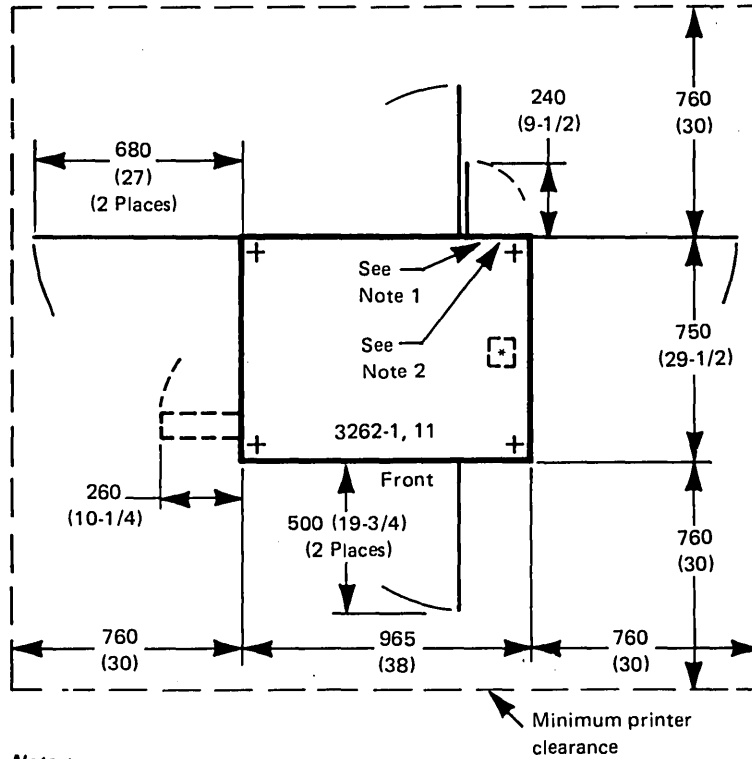 240
(9-1/2)
760
(30)
680
(27)
(2 Places)
See
Note 1
See
Note 2
*
750
(29-1/2)
3262-1, 11
Front
260
(10-1/4)
500 (19-3/4)
(2 Places)
760
(30)
760
(30)
965
(38)
760
(30)
Minimum printer
clearance